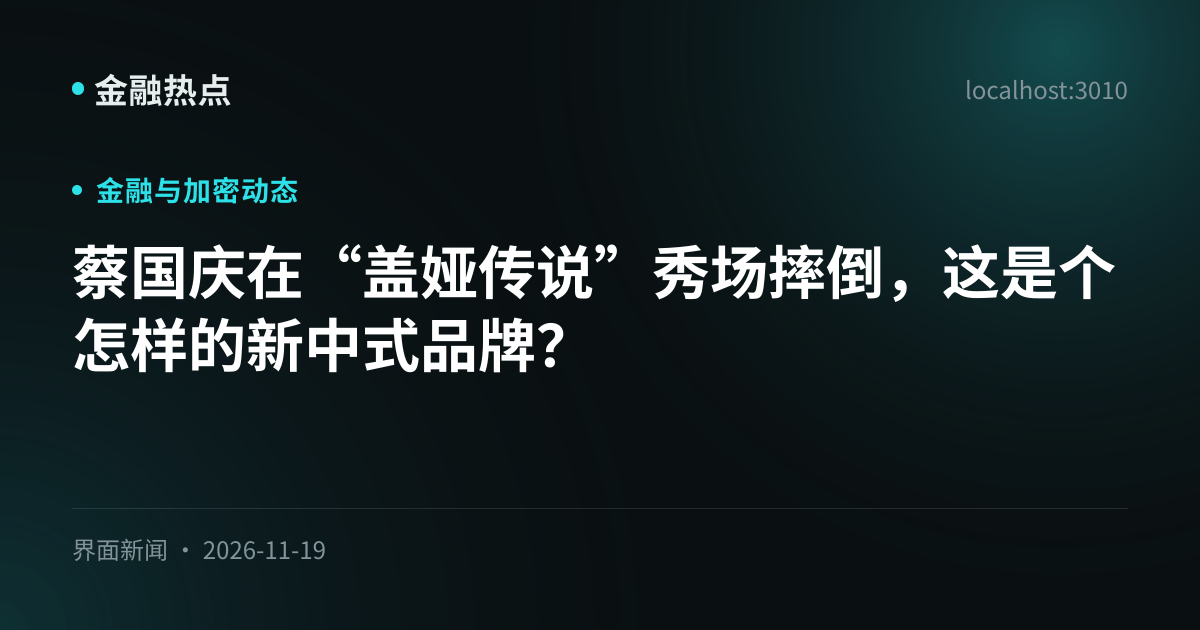 金融热点
localhost:3010
金融与加密动态
蔡国庆在“盖娅传说”秀场摔倒，这是个
怎样的新中式品牌？
界面新闻 · 2026-11-19